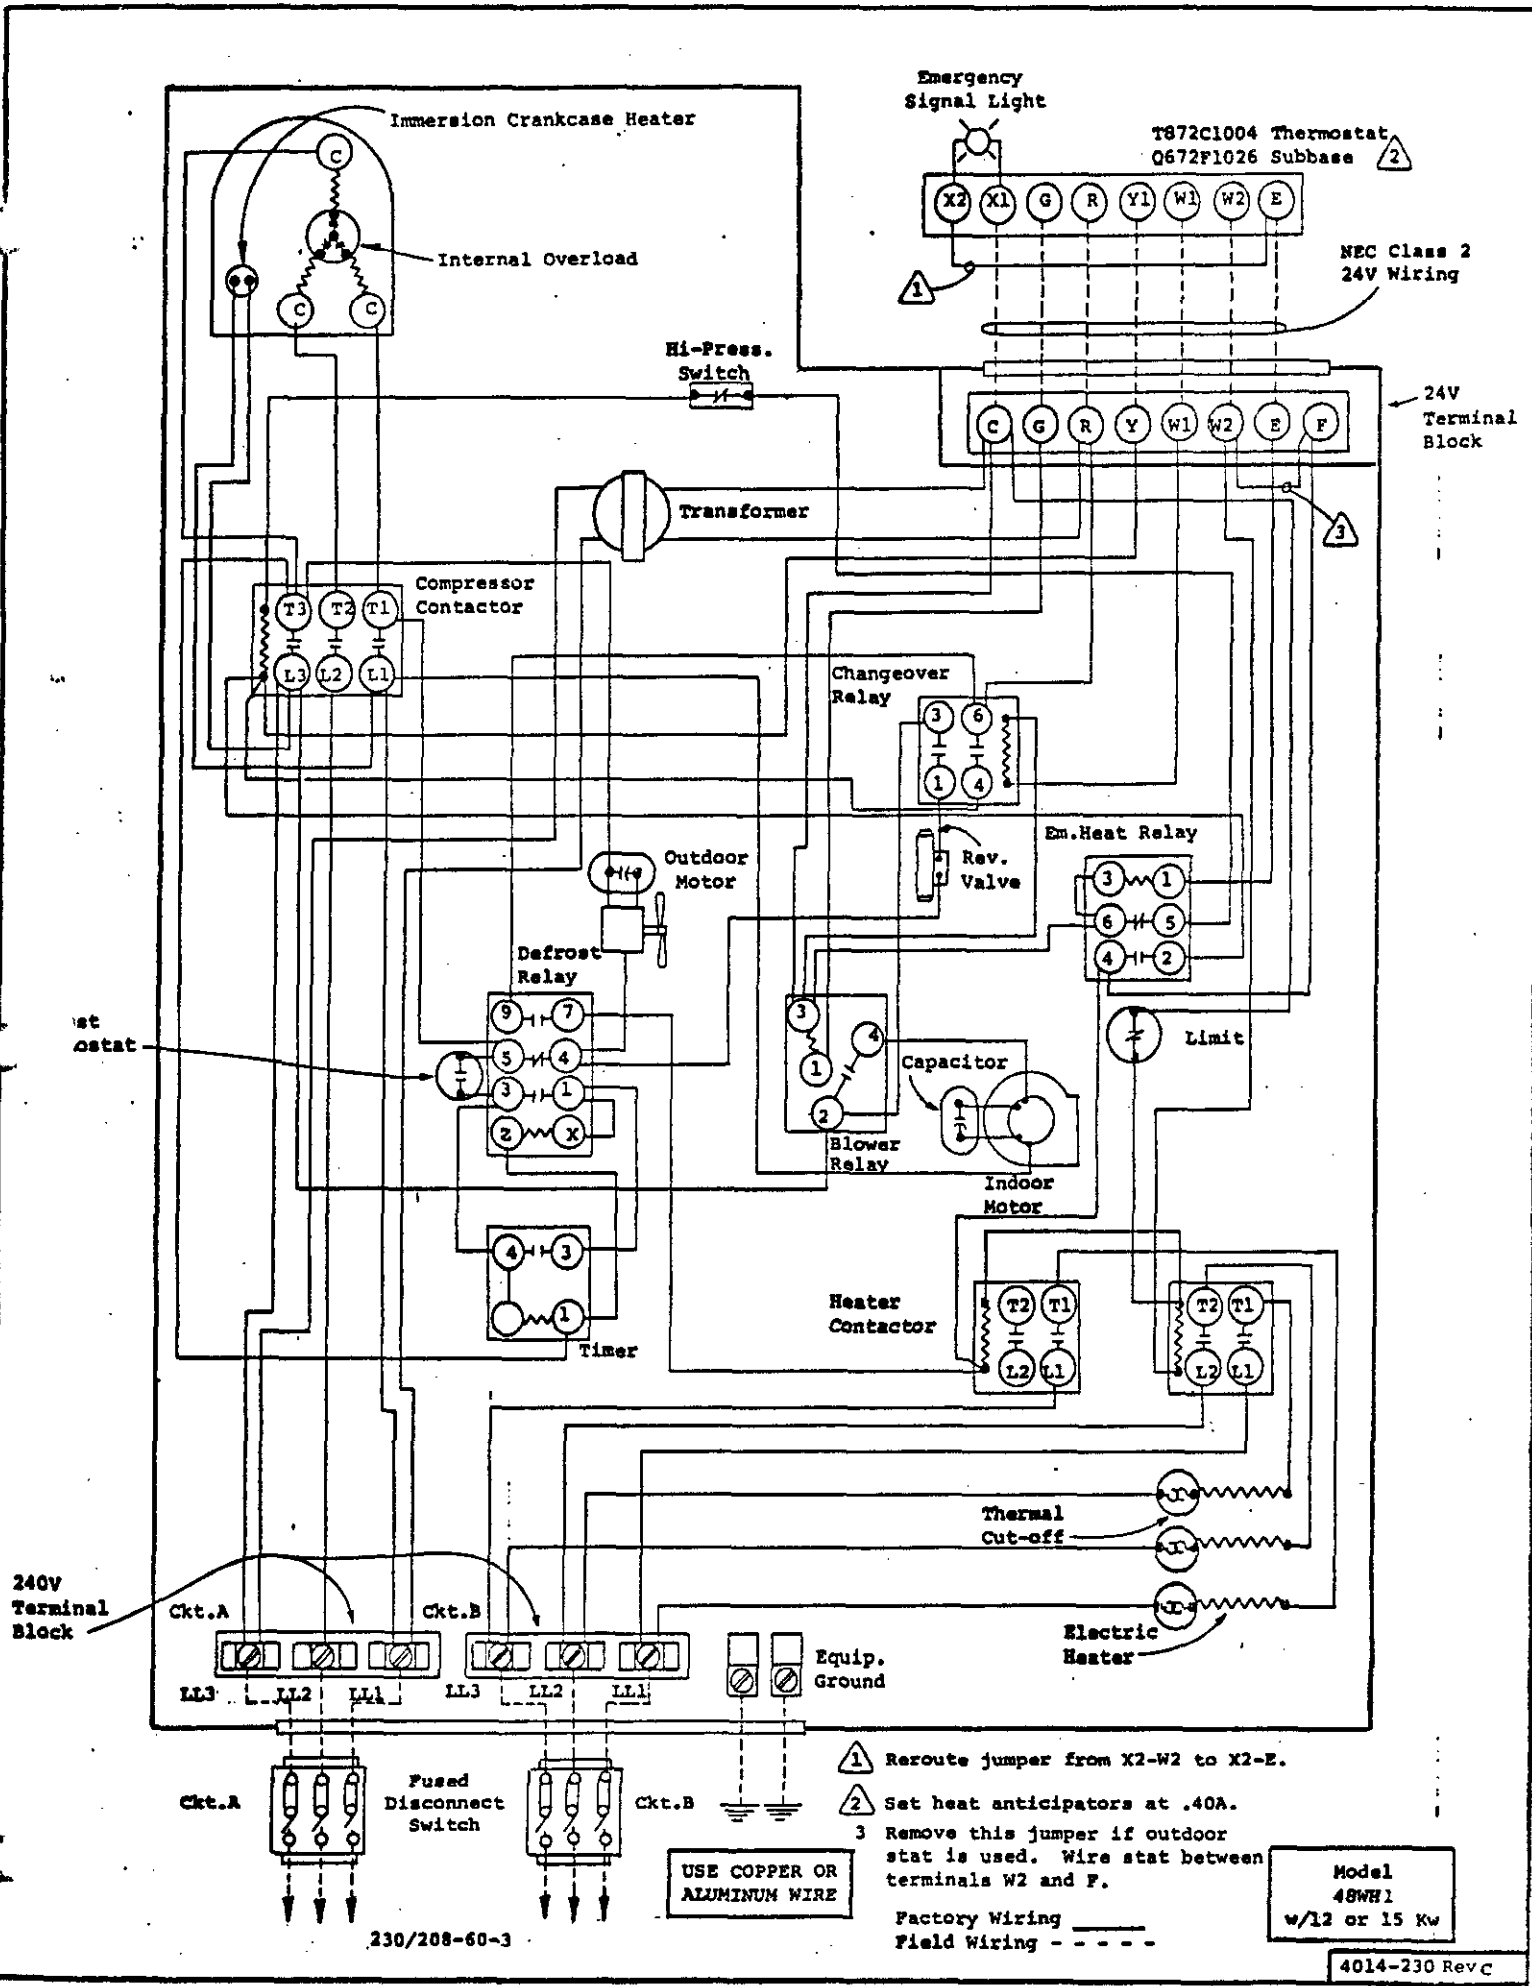 Emergency
Signal Light
Immersion Crankcase Heater
T872C1004 Thermostat
Q672F1026 Subbase
2
C
X2 X1 G R Y1 W1 W2 E
Internal Overload
NEC Class 2
24V Wiring
1
C C
Hi-Press.
Switch
24V
Terminal
Block
C G R Y W1 W2 E F
Transformer
3
Compressor
Contactor
T3 T2 T1
L3 L2 L1
Changeover
Relay
3 6
1 4
Em.Heat Relay
Rev.
Valve
Outdoor
Motor
3 1
6 5
4 2
Defrost
Relay
9 7
5 4
3 1
Z X
st
ostat
3
4
1
2
Blower
Relay
Capacitor
Limit
Indoor
Motor
4 3
1
Timer
Heater
Contactor
T2 T1
L2 L1
T2 T1
L2 L1
Thermal
Cut-off
240V
Terminal
Block
Ckt.A
Ckt.B
Electric
Heater
Equip.
Ground
LL3 LL2 LL1
LL3 LL2 LL1
1 Reroute jumper from X2-W2 to X2-E.
2 Set heat anticipators at .40A.
3 Remove this jumper if outdoor
stat is used. Wire stat between
terminals W2 and F.
Ckt.A
Fused
Disconnect
Switch
Ckt.B
USE COPPER OR
ALUMINUM WIRE
Factory Wiring
Field Wiring - - - - -
230/208-60-3
Model
48WH1
w/12 or 15 Kw
4014-230 Rev C